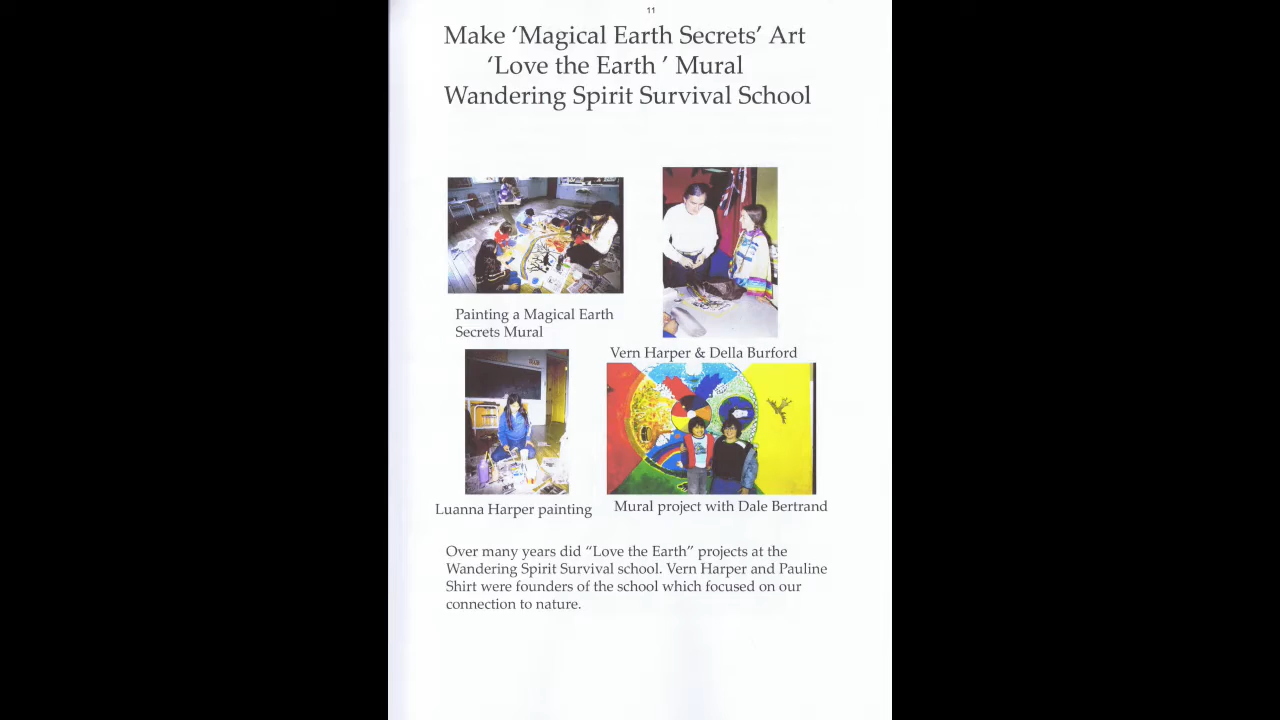 11
Make ‘Magical Earth Secrets’ Art
‘Love the Earth ’ Mural
Wandering Spirit Survival School
Painting a Magical Earth
Secrets Mural
Vern Harper & Della Burford
Luanna Harper painting
Mural project with Dale Bertrand
Over many years did “Love the Earth” projects at the
Wandering Spirit Survival school. Vern Harper and Pauline
Shirt were founders of the school which focused on our
connection to nature.